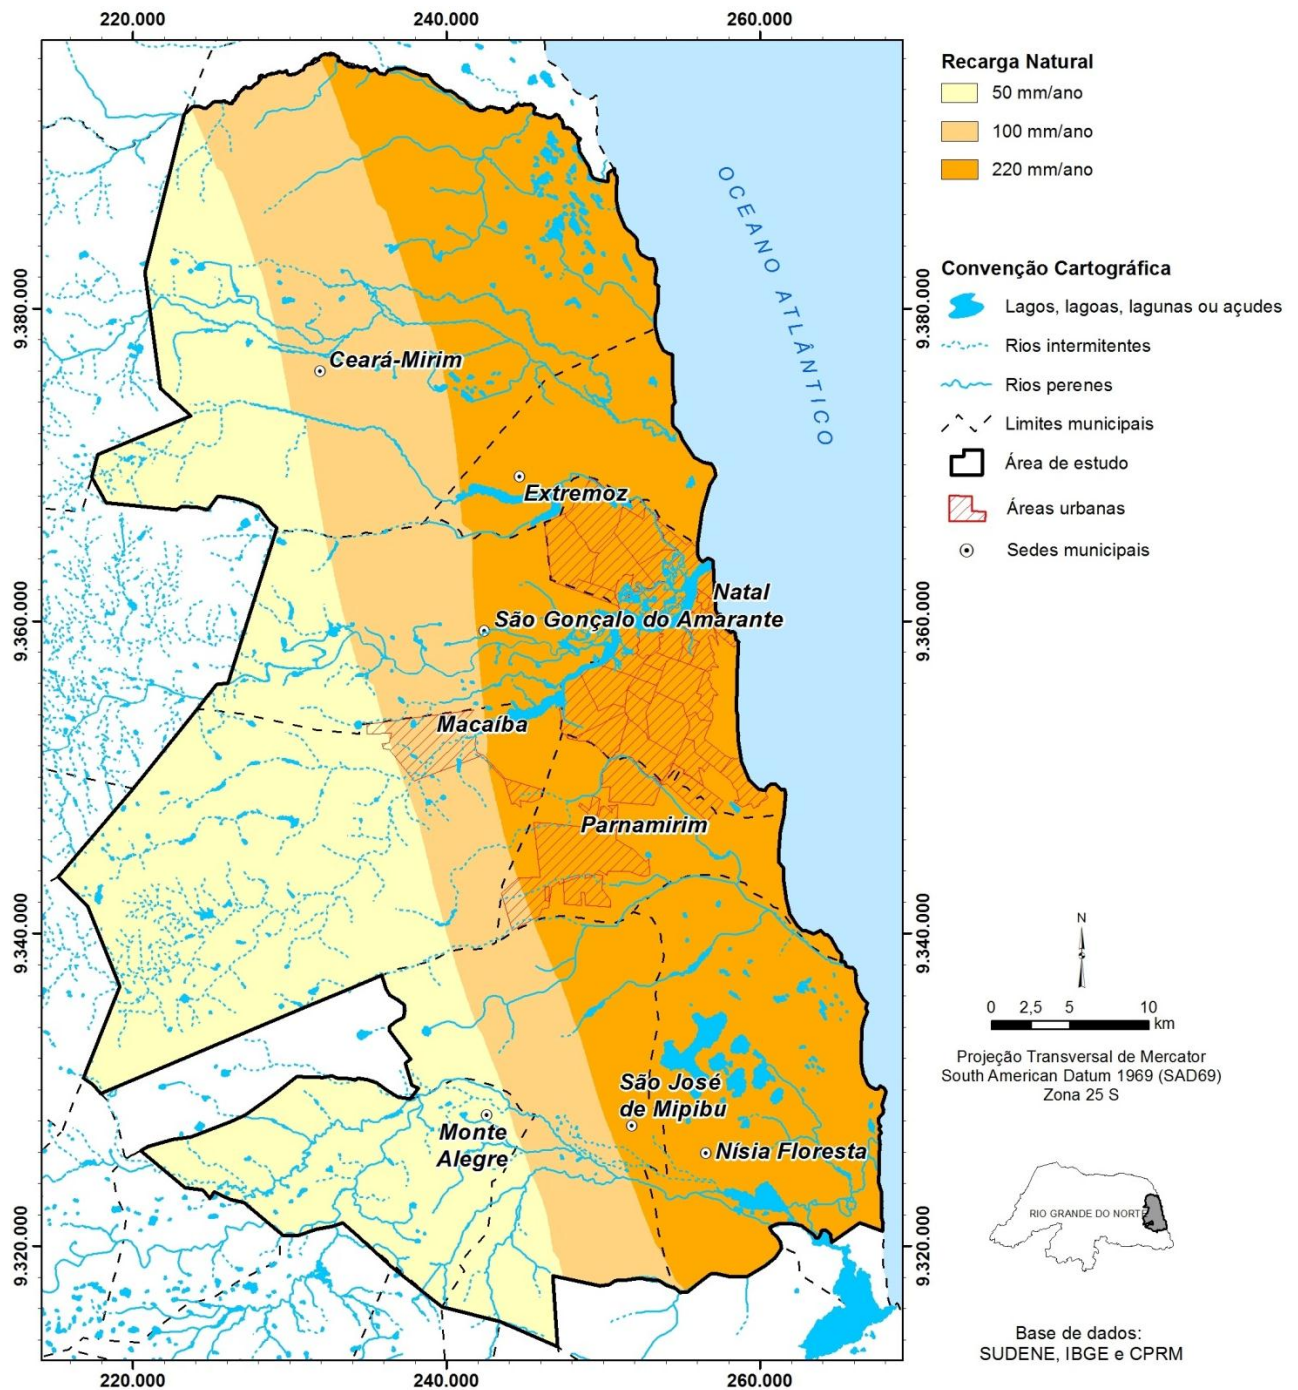 220.000
240.000
260.000
9.380.000
9.360.000
9.340.000
9.320.000
OCEANO ATLÂNTICO
Ceará-Mirim
Extremoz
Natal
São Gonçalo do Amarante
Macaíba
Parnamirim
São José
de Mipibu
Monte
Alegre
Nísia Floresta
9.380.000
9.360.000
9.340.000
9.320.000
220.000
240.000
260.000
Recarga Natural
50 mm/ano
100 mm/ano
220 mm/ano
Convenção Cartográfica
Lagos, lagoas, lagunas ou açudes
Rios intermitentes
Rios perenes
Limites municipais
Área de estudo
Áreas urbanas
Sedes municipais
N
0 2,5 5 10
km
Projeção Transversal de Mercator
South American Datum 1969 (SAD69)
Zona 25 S
RIO GRANDE DO NORTE
Base de dados:
SUDENE, IBGE e CPRM